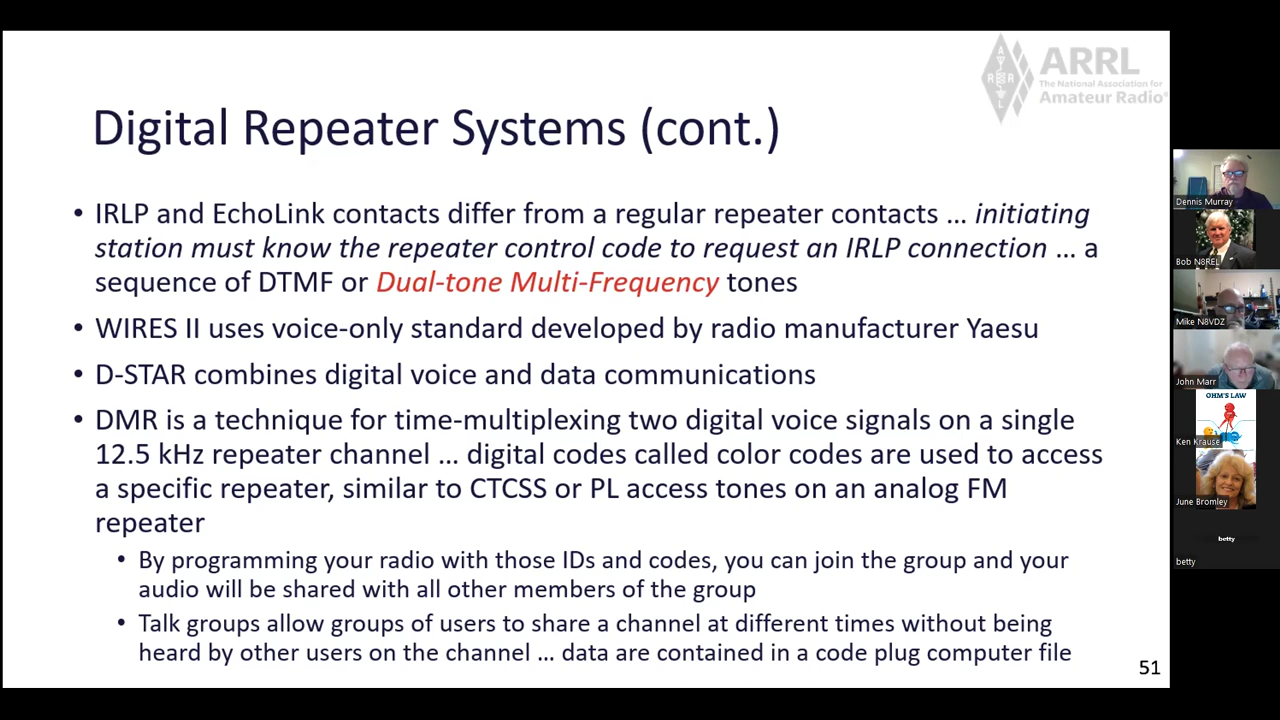 ARRL
The National Association for
Amateur Radio®
Digital Repeater Systems (cont.)
• IRLP and EchoLink contacts differ from a regular repeater contacts … initiating
station must know the repeater control code to request an IRLP connection … a
sequence of DTMF or Dual-tone Multi-Frequency tones
• WIRES II uses voice-only standard developed by radio manufacturer Yaesu
• D-STAR combines digital voice and data communications
• DMR is a technique for time-multiplexing two digital voice signals on a single
12.5 kHz repeater channel … digital codes called color codes are used to access
a specific repeater, similar to CTCSS or PL access tones on an analog FM
repeater
• By programming your radio with those IDs and codes, you can join the group and your
audio will be shared with all other members of the group
• Talk groups allow groups of users to share a channel at different times without being
heard by other users on the channel … data are contained in a code plug computer file
51
Dennis Murray
Bob N8REL
Mike N8VDZ
John Marr
OHM'S LAW
Ken Krause
June Bromley
betty
betty